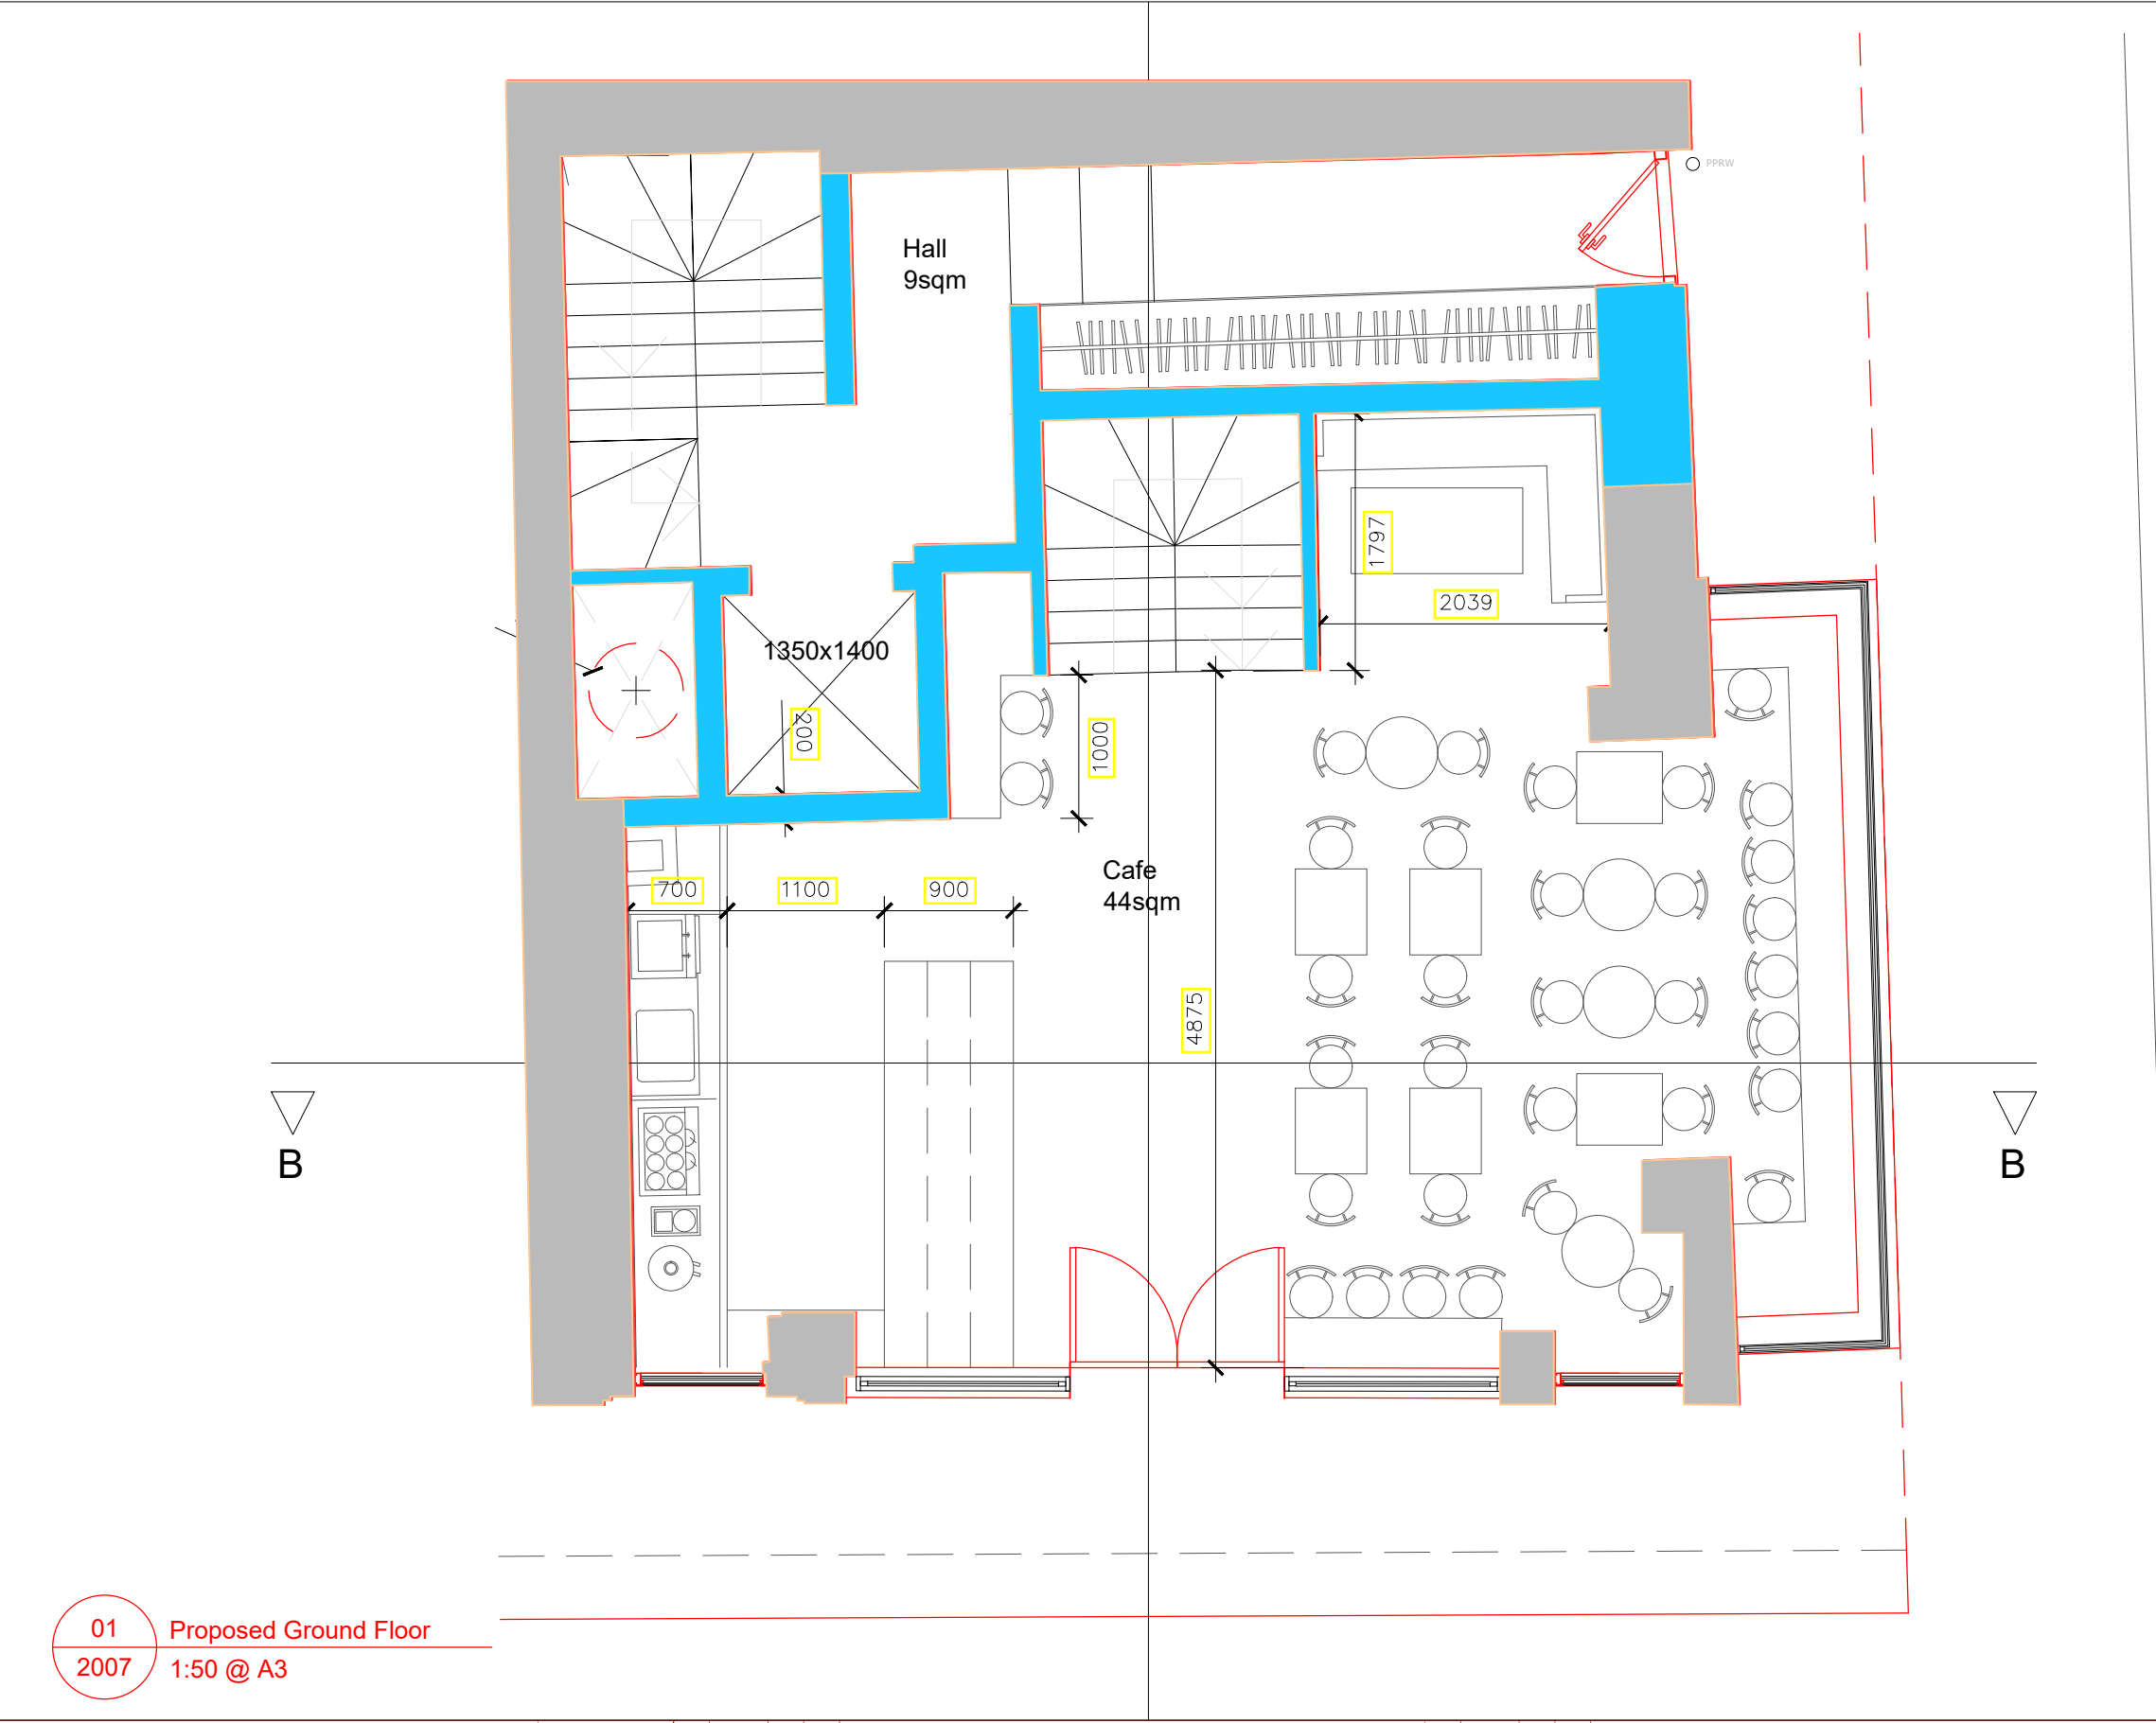 PPRW
Hall
9sqm
1797
2039
1350x1400
200
1000
Cafe
44sqm
700
1100
900
4875
B
B
01
2007
Proposed Ground Floor
1:50 @ A3